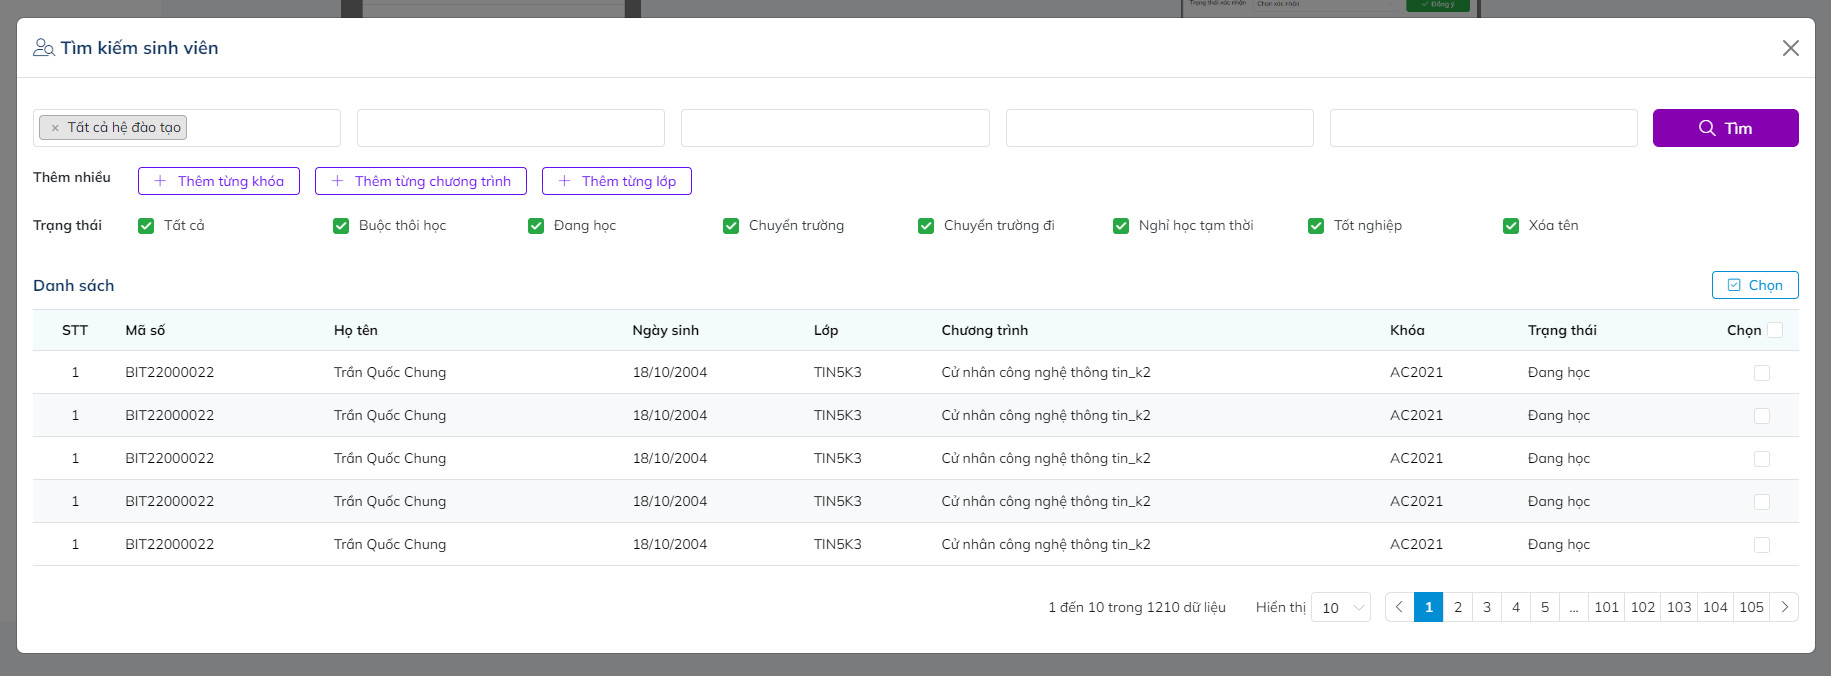 Trạng thái xác nhận Chọn xác nhận Đồng ý
Tìm kiếm sinh viên
× Tất cả hệ đào tạo Tìm
Thêm nhiều + Thêm từng khóa + Thêm từng chương trình + Thêm từng lớp
Trạng thái Tất cả Buộc thôi học Đang học Chuyển trường Chuyển trường đi Nghỉ học tạm thời Tốt nghiệp Xóa tên
Danh sách Chọn
STT Mã số Họ tên Ngày sinh Lớp Chương trình Khóa Trạng thái Chọn
1 BIT22000022 Trần Quốc Chung 18/10/2004 TIN5K3 Cử nhân công nghệ thông tin_k2 AC2021 Đang học
1 BIT22000022 Trần Quốc Chung 18/10/2004 TIN5K3 Cử nhân công nghệ thông tin_k2 AC2021 Đang học
1 BIT22000022 Trần Quốc Chung 18/10/2004 TIN5K3 Cử nhân công nghệ thông tin_k2 AC2021 Đang học
1 BIT22000022 Trần Quốc Chung 18/10/2004 TIN5K3 Cử nhân công nghệ thông tin_k2 AC2021 Đang học
1 BIT22000022 Trần Quốc Chung 18/10/2004 TIN5K3 Cử nhân công nghệ thông tin_k2 AC2021 Đang học
1 đến 10 trong 1210 dữ liệu Hiển thị 10 1 2 3 4 5 ... 101 102 103 104 105